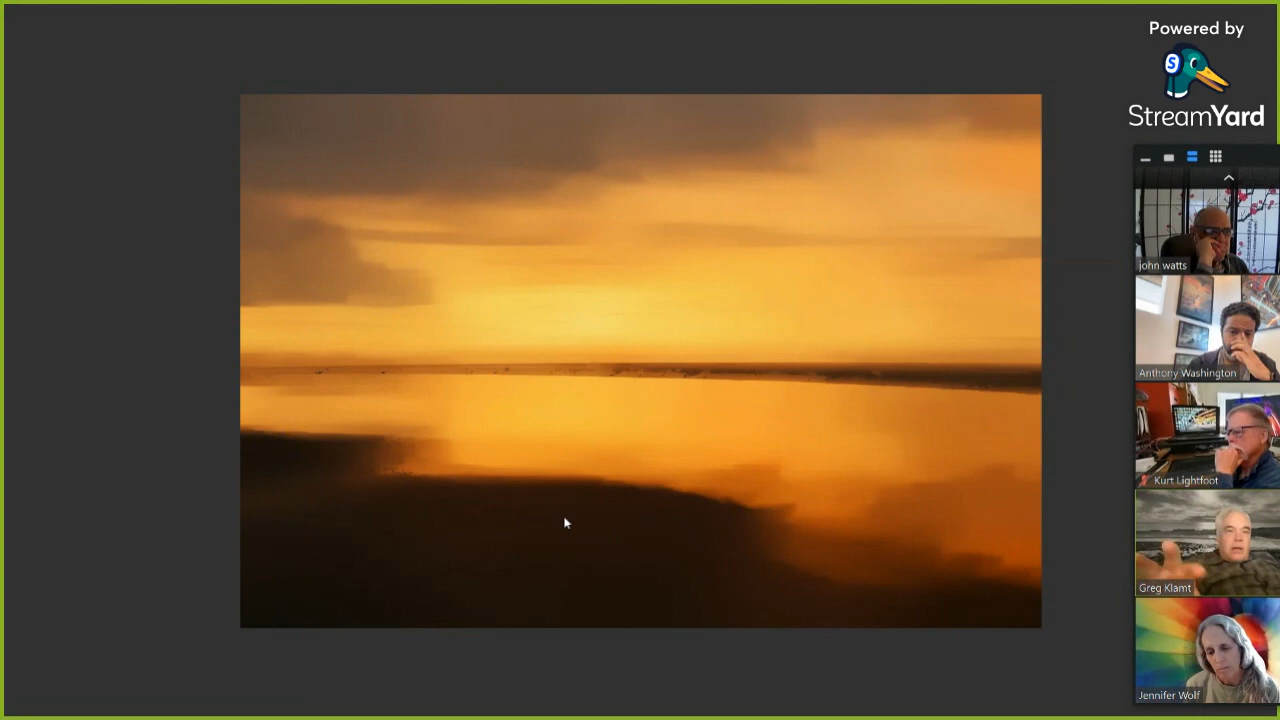 Powered by
S
StreamYard
john watts
Anthony Washington
Kurt Lightfoot
Greg Klamt
Jennifer Wolf